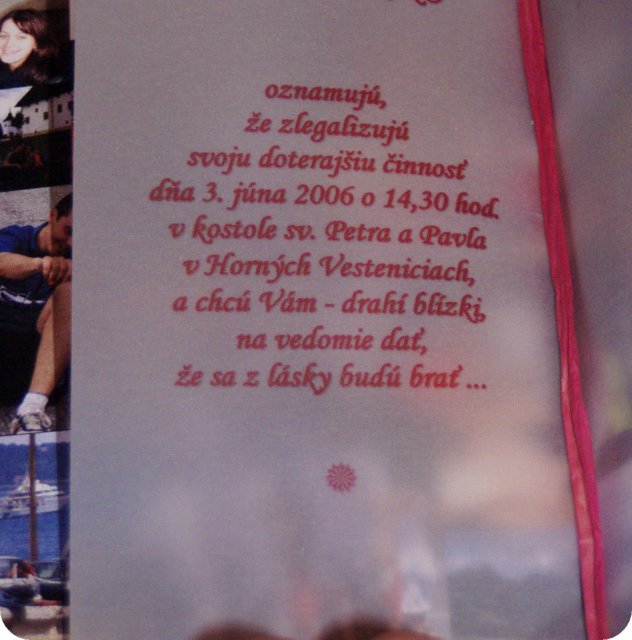 oznamujú,
že zlegalizujú
svoju doterajšiu činnosť
dňa 3. júna 2006 o 14,30 hod.
v kostole sv. Petra a Pavla
v Horných Vesteniciach,
a chcú Vám - drahí blízki,
na vedomie dať,
že sa z lásky budú brať ...